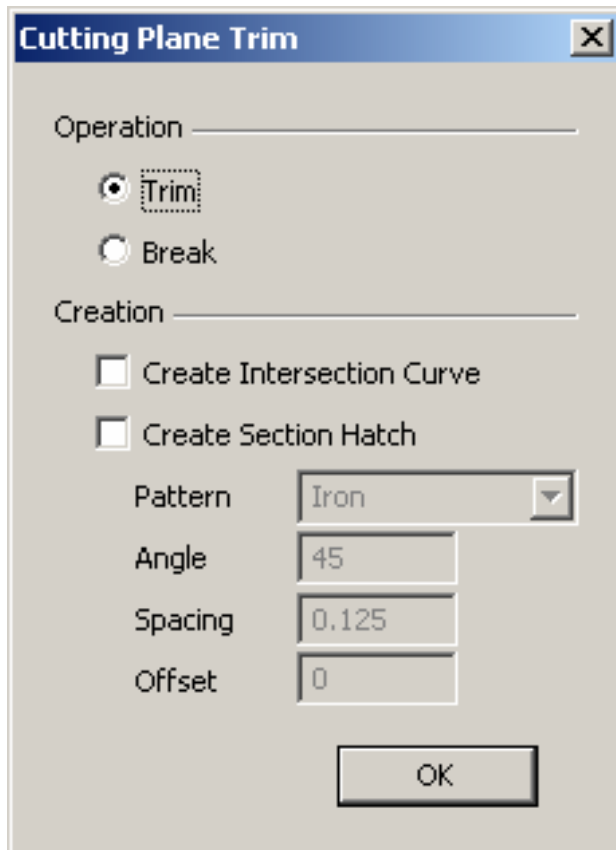 Cutting Plane Trim
Operation
Trim
Break
Creation
Create Intersection Curve
Create Section Hatch
Pattern Iron
Angle 45
Spacing 0.125
Offset 0
OK